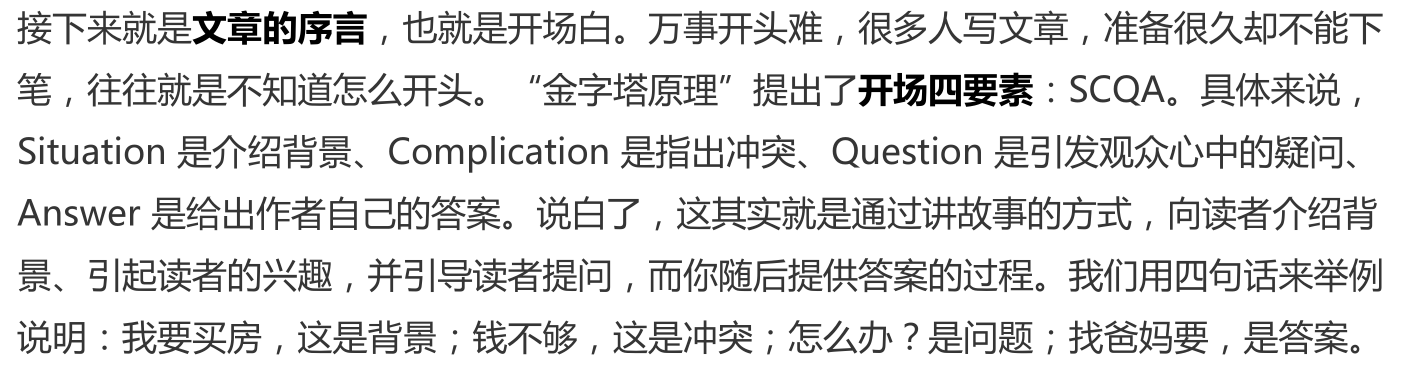 接下来就是文章的序言，也就是开场白。万事开头难，很多人写文章，准备很久却不能下
笔，往往就是不知道怎么开头。“金字塔原理”提出了开场四要素：SCQA。具体来说，
Situation 是介绍背景、Complication 是指出冲突、Question 是引发观众心中的疑问、
Answer 是给出作者自己的答案。说白了，这其实就是通过讲故事的方式，向读者介绍背
景、引起读者的兴趣，并引导读者提问，而你随后提供答案的过程。我们用四句话来举例
说明：我要买房，这是背景；钱不够，这是冲突；怎么办？是问题；找爸妈要，是答案。